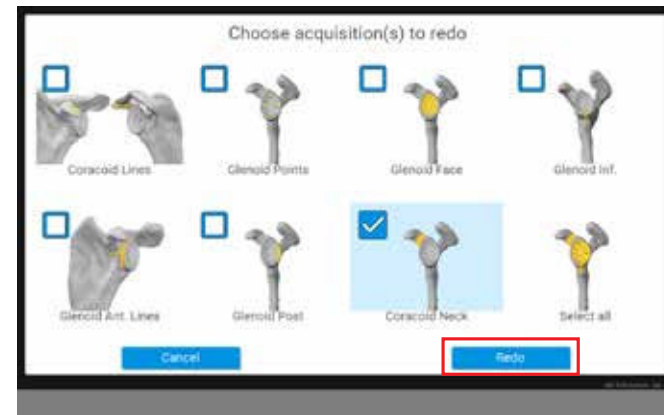 Choose acquisition(s) to redo
Coracoid Lines
Glenoid Points
Glenoid Face
Glenoid Inf.
Glenoid Ant. Lines
Glenoid Post
Coracoid Neck
Select all
Cancel
Redo